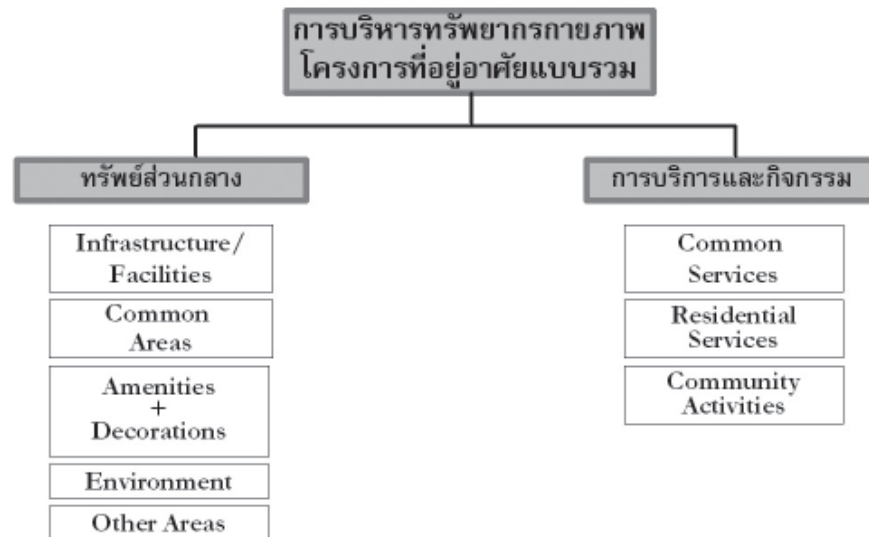 การบริหารทรัพยากรกายภาพ
โครงการที่อยู่อาศัยแบบรวม
ทรัพย์ส่วนกลาง
Infrastructure/
Facilities
Common
Areas
Amenities
+
Decorations
Environment
Other Areas
การบริการและกิจกรรม
Common
Services
Residential
Services
Community
Activities